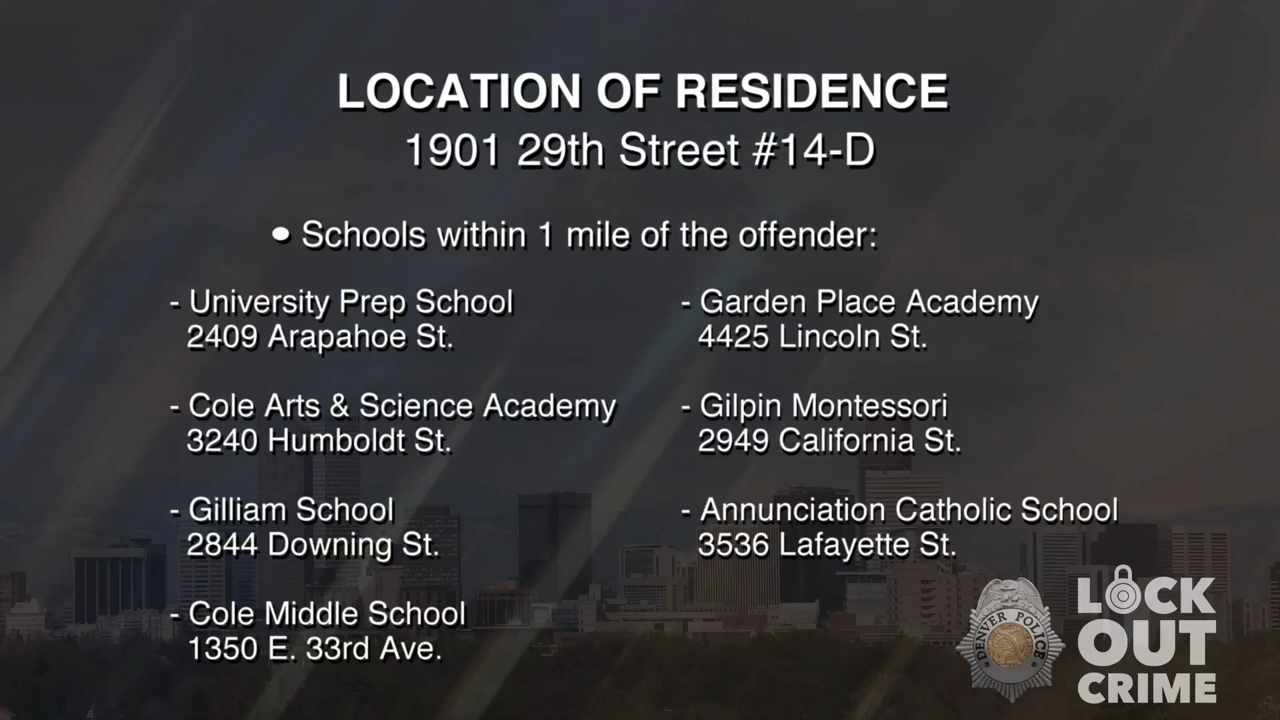 LOCATION OF RESIDENCE
1901 29th Street #14-D
• Schools within 1 mile of the offender:
- University Prep School
2409 Arapahoe St.
- Cole Arts & Science Academy
3240 Humboldt St.
- Gilliam School
2844 Downing St.
- Cole Middle School
1350 E. 33rd Ave.
- Garden Place Academy
4425 Lincoln St.
- Gilpin Montessori
2949 California St.
- Annunciation Catholic School
3536 Lafayette St.
DENVER POLICE
LOCK
OUT
CRIME